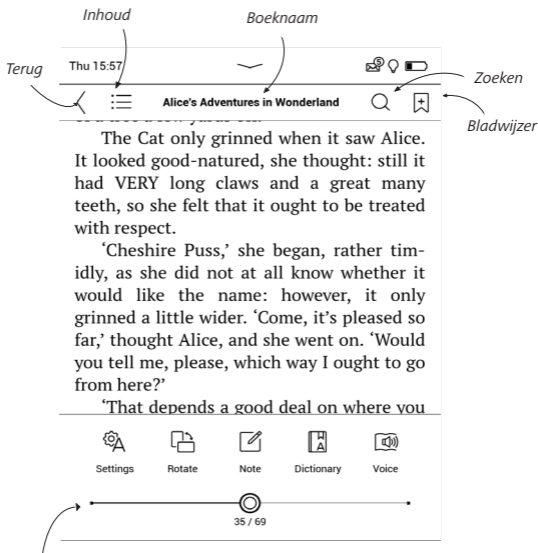 Inhoud
Boeknaam
Terug
Thu 15:57
Zoeken
Alice's Adventures in Wonderland
Bladwijzer
The Cat only grinned when it saw Alice.
It looked good-natured, she thought: still it
had VERY long claws and a great many
teeth, so she felt that it ought to be treated
with respect.
‘Cheshire Puss,’ she began, rather tim-
idly, as she did not at all know whether it
would like the name: however, it only
grinned a little wider. ‘Come, it’s pleased so
far,’ thought Alice, and she went on. ‘Would
you tell me, please, which way I ought to go
from here?’
‘That depends a good deal on where you
Settings Rotate Note Dictionary Voice
35 / 69